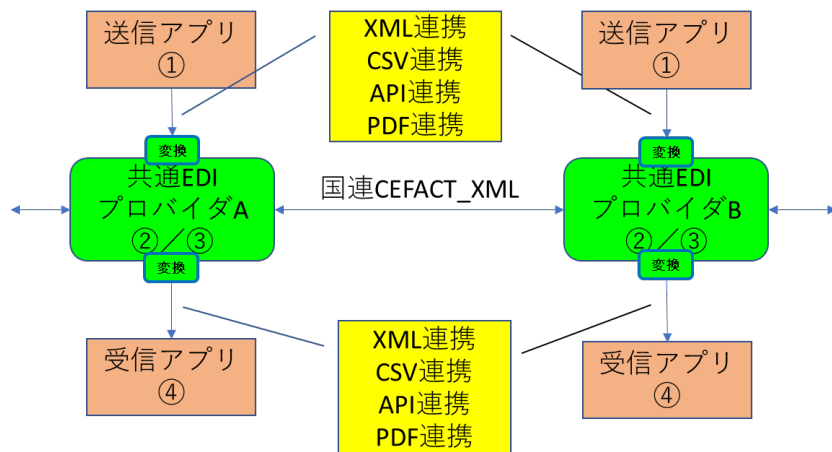 送信アプリ
①
XML連携
CSV連携
API連携
PDF連携
送信アプリ
①
変換
共通EDI
プロバイダA
②／③
変換
国連CEFACT_XML
変換
共通EDI
プロバイダB
②／③
変換
受信アプリ
④
XML連携
CSV連携
API連携
PDF連携
受信アプリ
④